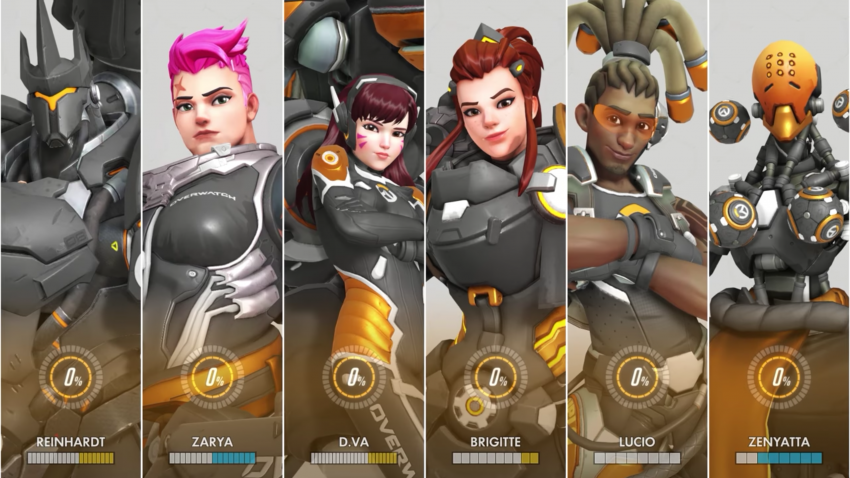 OVERWATCH
0%
0%
0%
0%
0%
0%
REINHARDT
ZARYA
D.VA
BRIGITTE
LUCIO
ZENYATTA